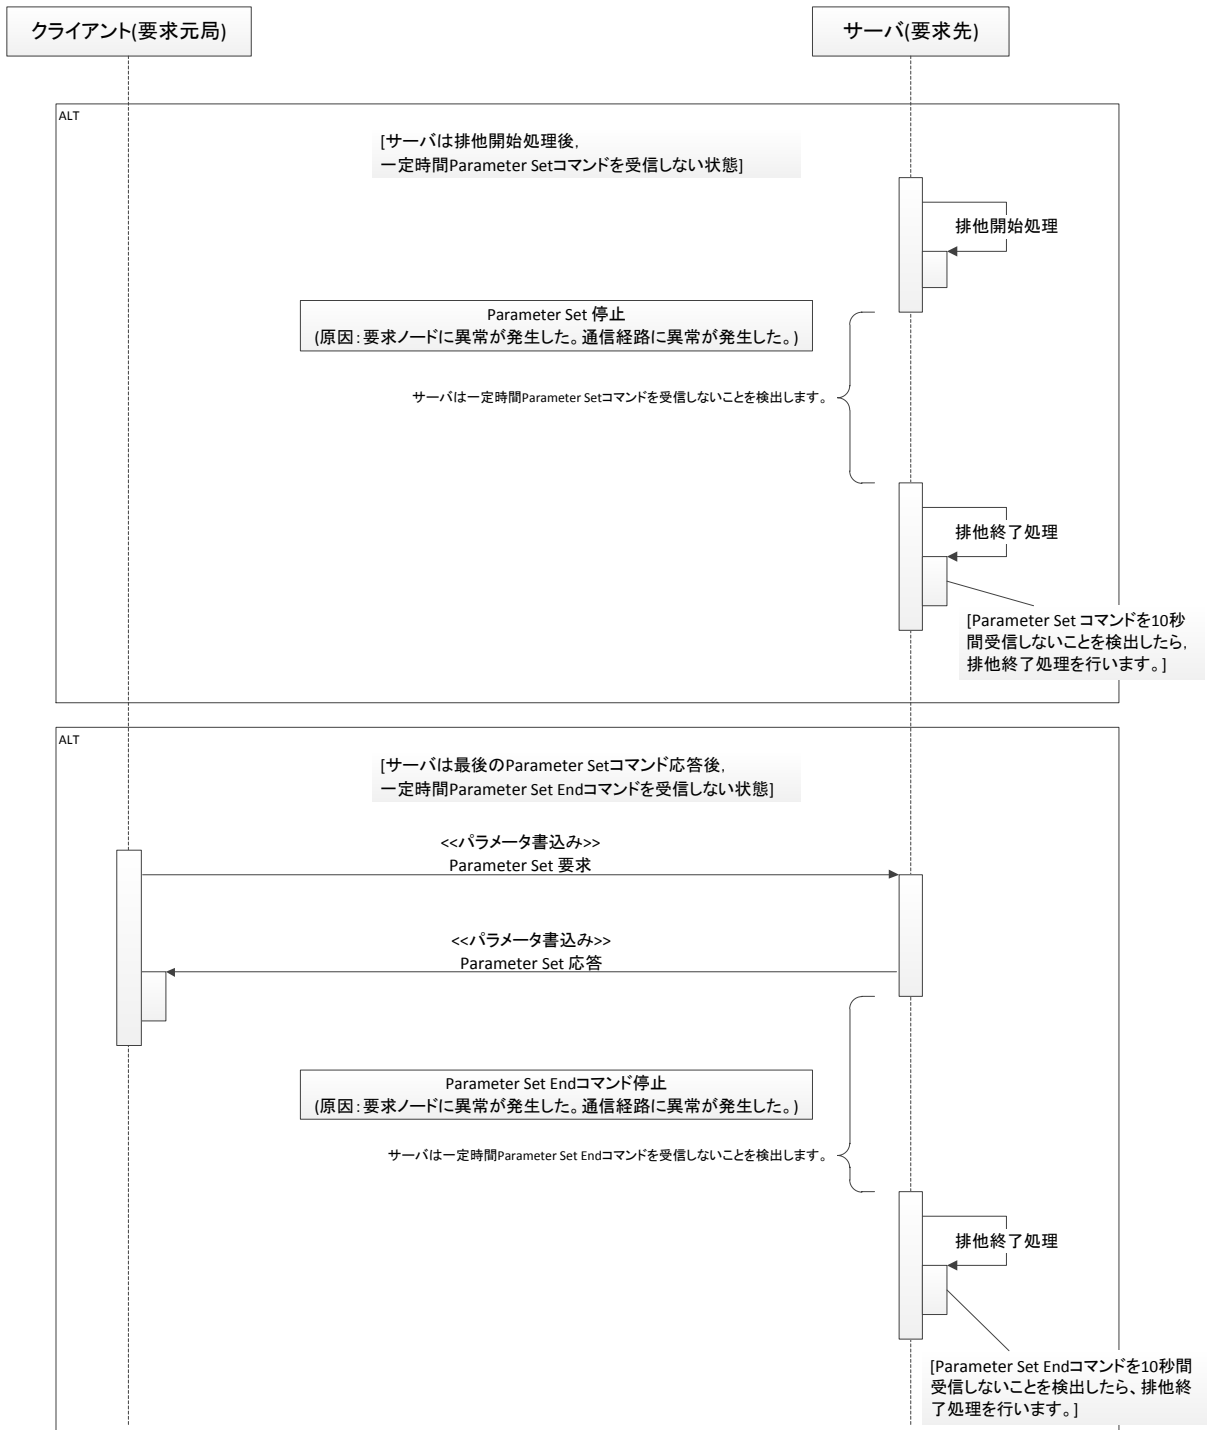 クライアント(要求元局)
サーバ(要求先)
ALT
[サーバは排他開始処理後,
一定時間Parameter Setコマンドを受信しない状態]
排他開始処理
Parameter Set 停止
(原因：要求ノードに異常が発生した。通信経路に異常が発生した。)
サーバは一定時間Parameter Setコマンドを受信しないことを検出します。
排他終了処理
[Parameter Set コマンドを10秒
間受信しないことを検出したら,
排他終了処理を行います。]
ALT
[サーバは最後のParameter Setコマンド応答後,
一定時間Parameter Set Endコマンドを受信しない状態]
<<パラメータ書込み>>
Parameter Set 要求
<<パラメータ書込み>>
Parameter Set 応答
Parameter Set Endコマンド停止
(原因：要求ノードに異常が発生した。通信経路に異常が発生した。)
サーバは一定時間Parameter Set Endコマンドを受信しないことを検出します。
排他終了処理
[Parameter Set Endコマンドを10秒間
受信しないことを検出したら、排他終
了処理を行います。]